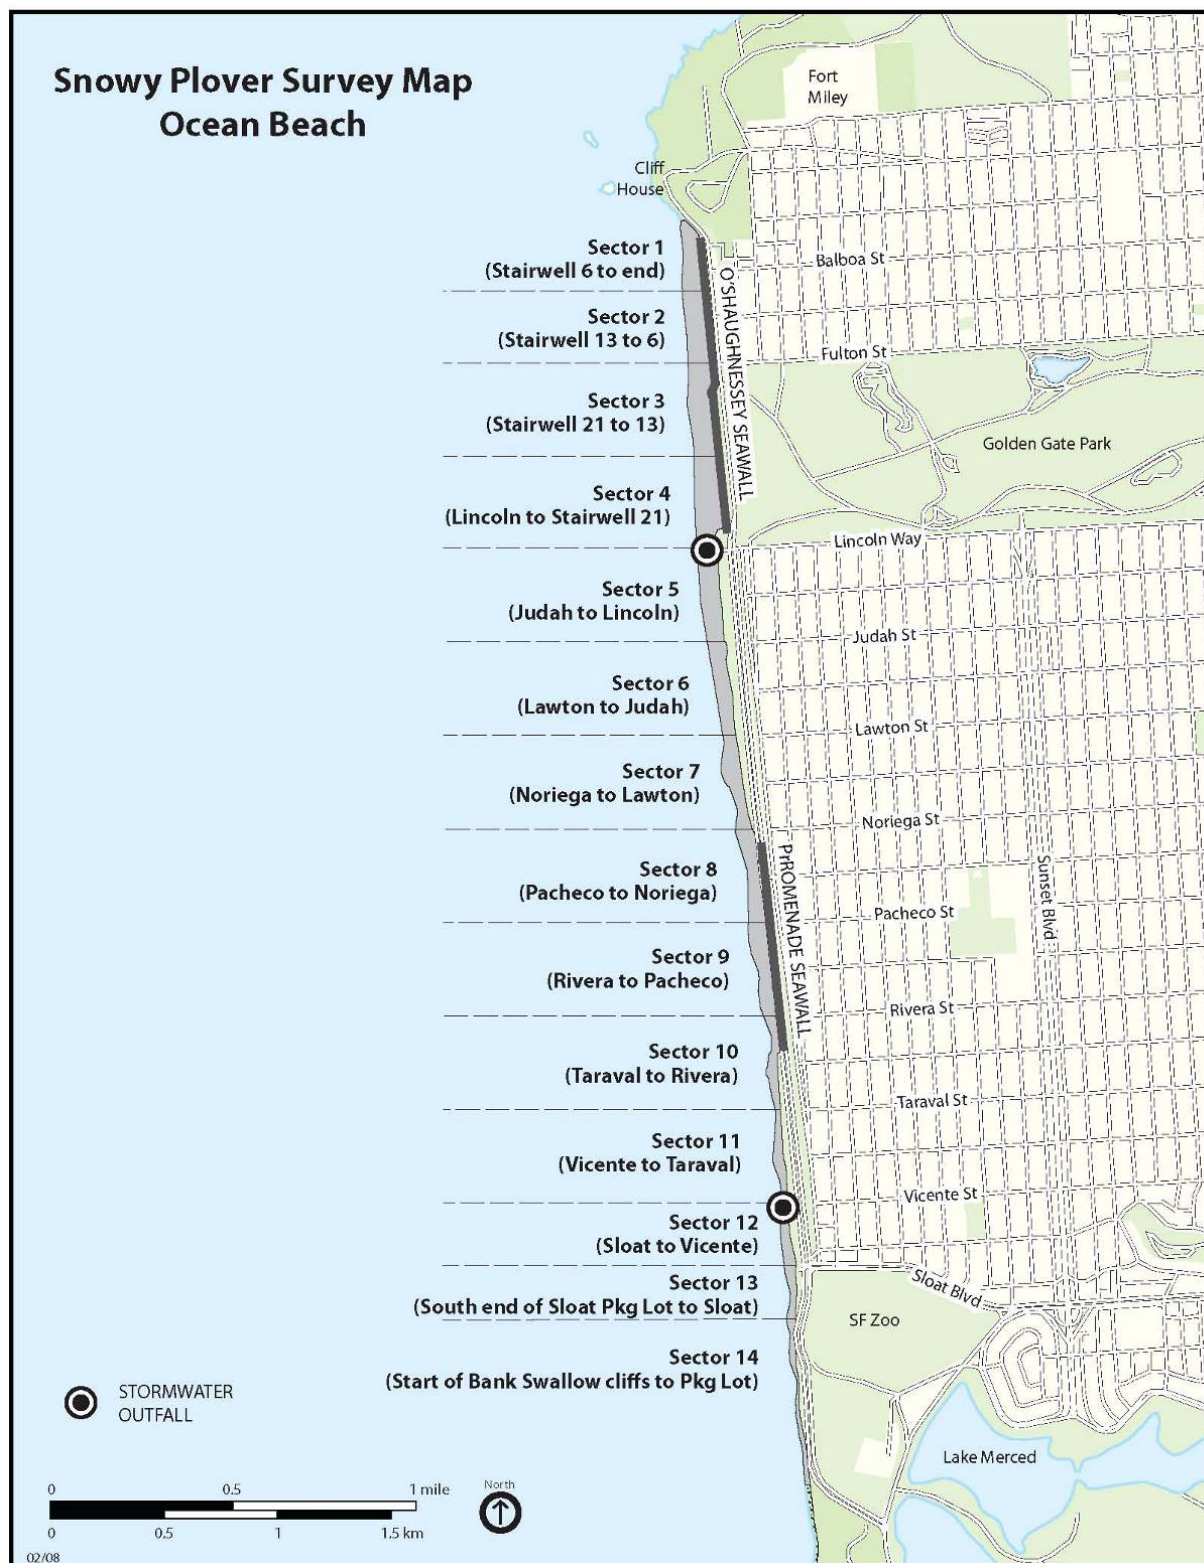 Snowy Plover Survey Map
Ocean Beach
Fort
Miley
Cliff
House
Sector 1
(Stairwell 6 to end)
Balboa St
O'SHAUGHNESSEY SEAWALL
Sector 2
(Stairwell 13 to 6)
Fulton St
Sector 3
(Stairwell 21 to 13)
Golden Gate Park
Sector 4
(Lincoln to Stairwell 21)
Lincoln Way
Sector 5
(Judah to Lincoln)
Judah St
Sector 6
(Lawton to Judah)
Lawton St
Sector 7
(Noriega to Lawton)
Noriega St
PrROMENADE SEAWALL
Sunset Blvd
Sector 8
(Pacheco to Noriega)
Pacheco St
Sector 9
(Rivera to Pacheco)
Rivera St
Sector 10
(Taraval to Rivera)
Taraval St
Sector 11
(Vicente to Taraval)
Vicente St
Sector 12
(Sloat to Vicente)
Sloat Blvd
Sector 13
(South end of Sloat Pkg Lot to Sloat)
SF Zoo
Sector 14
(Start of Bank Swallow cliffs to Pkg Lot)
STORMWATER
OUTFALL
Lake Merced
0 0.5 1 mile
North
0 0.5 1 1.5 km
02/08